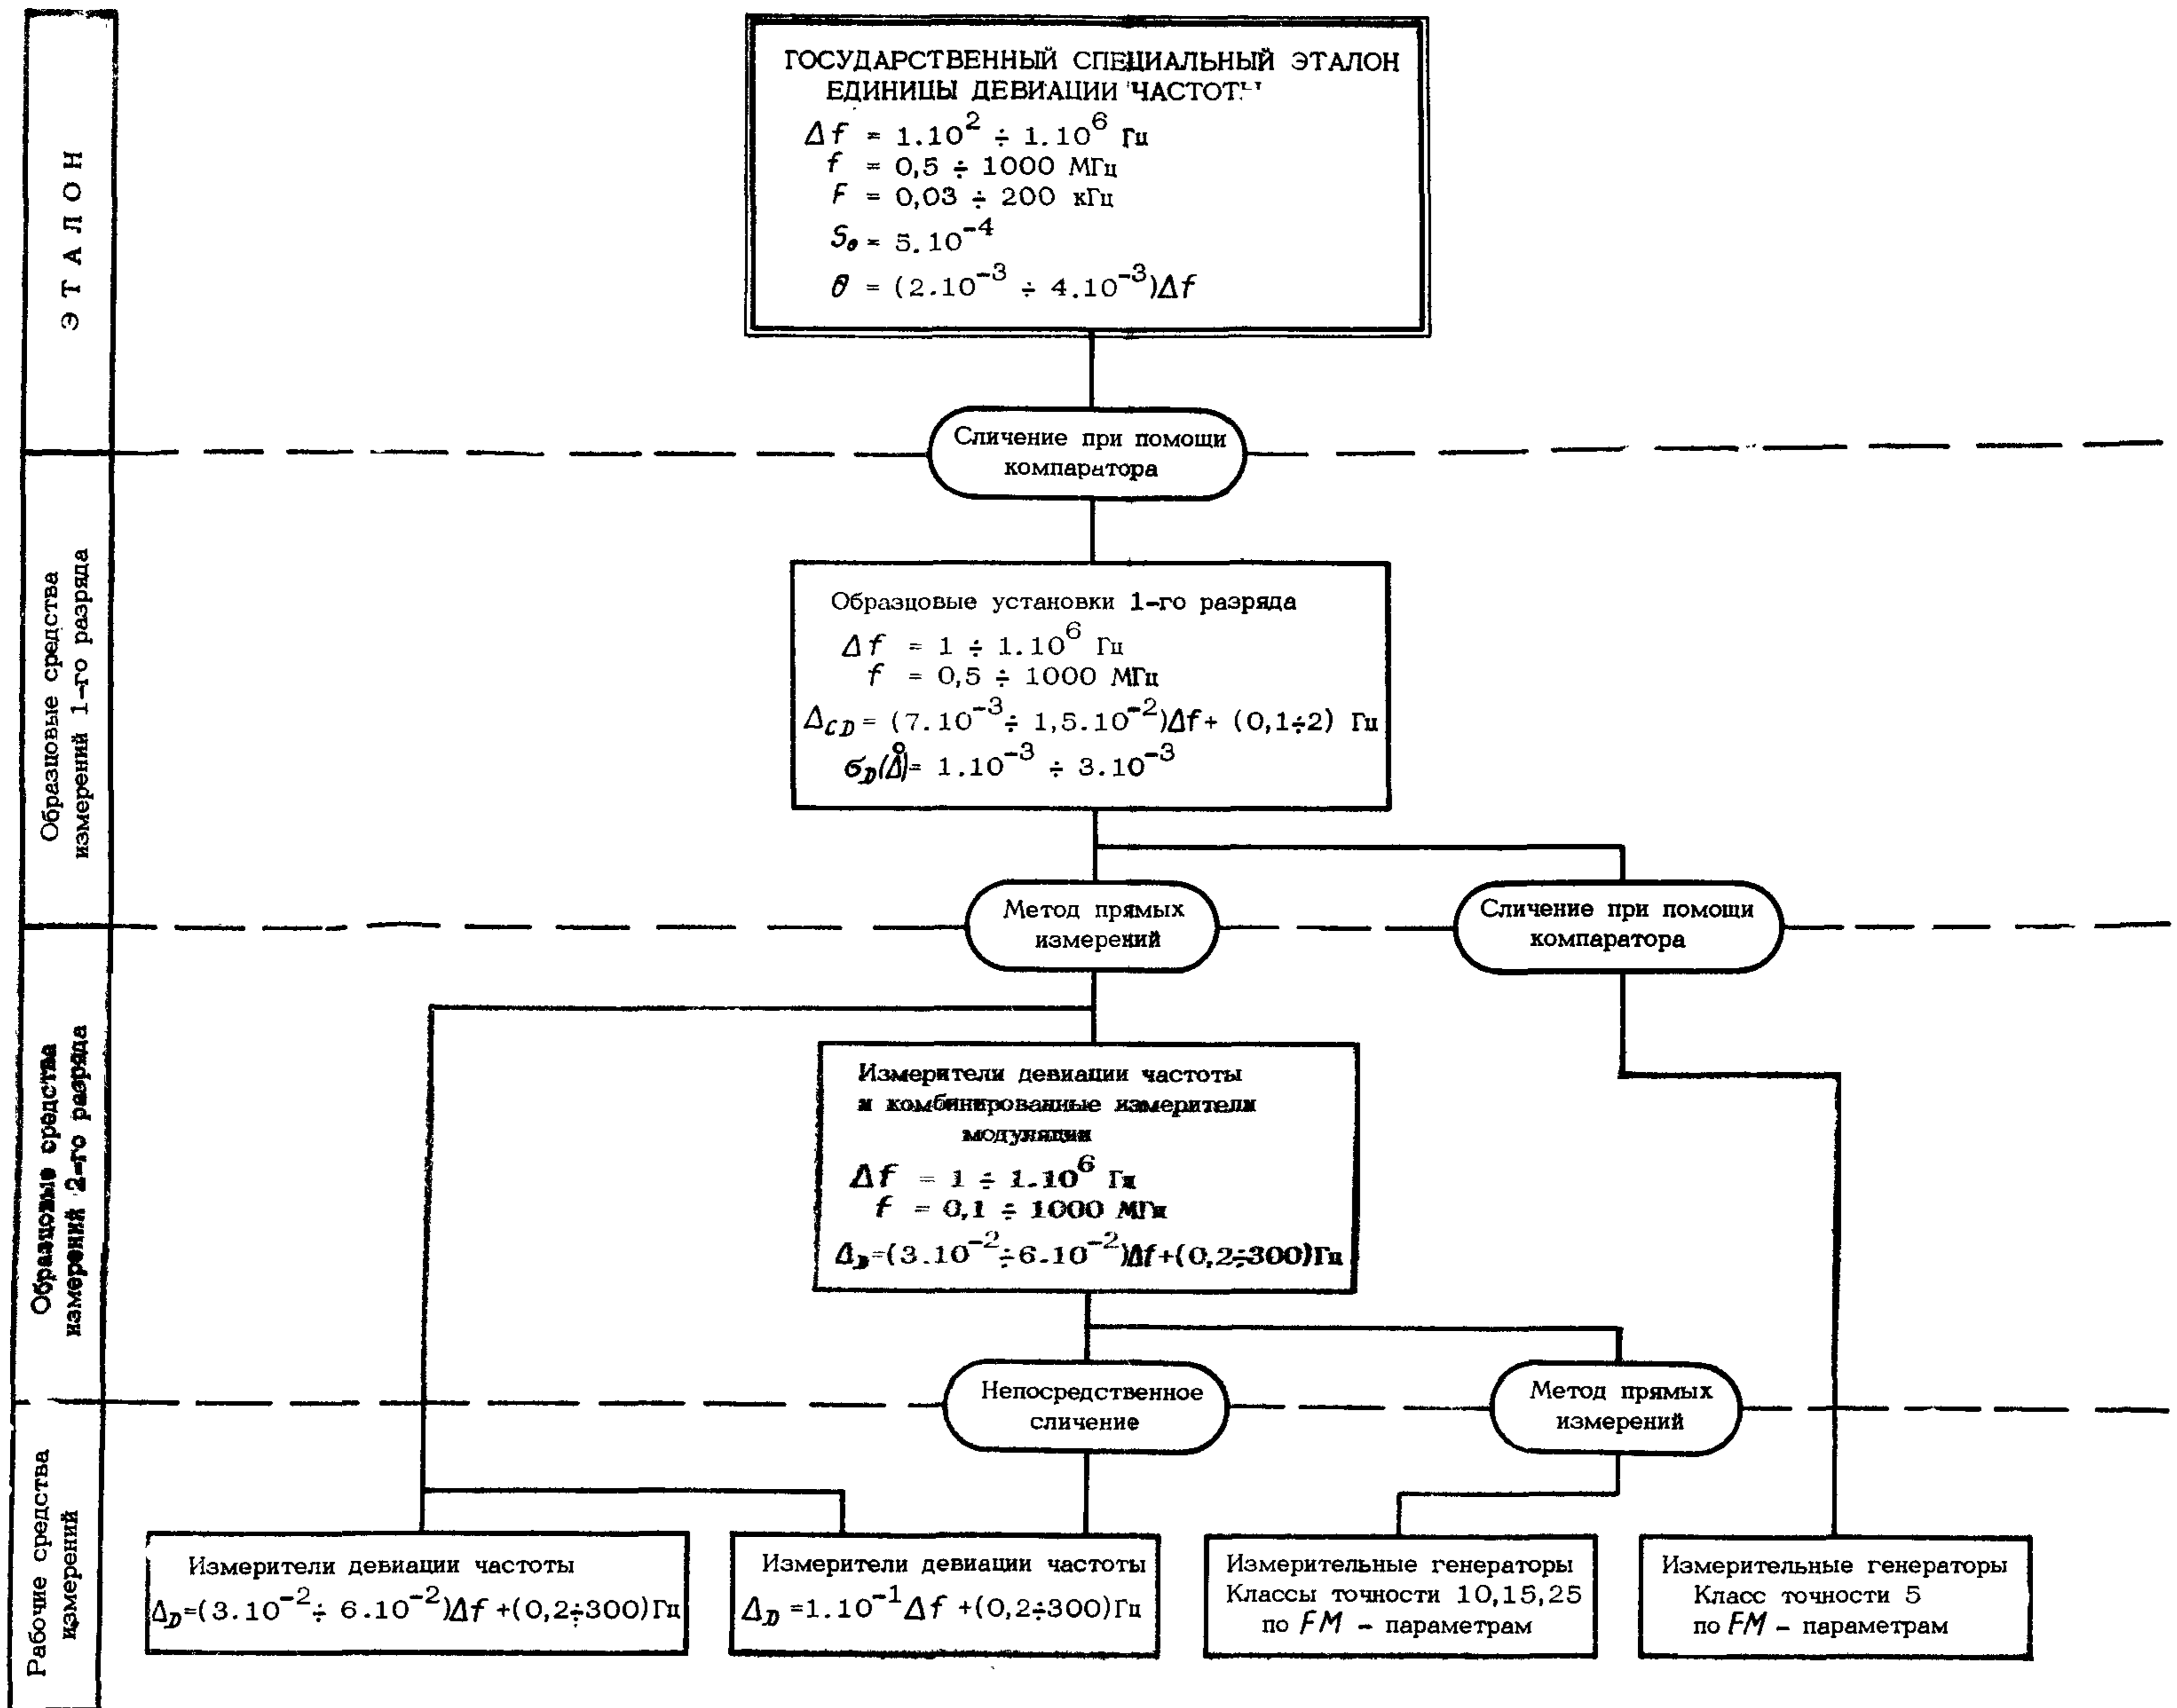 ЭТАЛОН
ГОСУДАРСТВЕННЫЙ СПЕЦИАЛЬНЫЙ ЭТАЛОН
ЕДИНИЦЫ ДЕВИАЦИИ ЧАСТОТЫ
Δf = 1.10² ÷ 1.10⁶ Гц
f = 0,5 ÷ 1000 МГц
F = 0,03 ÷ 200 кГц
S₀ = 5.10⁻⁴
θ = (2.10⁻³ ÷ 4.10⁻³)Δf
Сличение при помощи
компаратора
Образцовые средства
измерений 1-го разряда
Образцовые установки 1-го разряда
Δf = 1 ÷ 1.10⁶ Гц
f = 0,5 ÷ 1000 МГц
Δ_CD = (7.10⁻³ ÷ 1,5.10⁻²)Δf + (0,1÷2) Гц
σ_D(Δ̊) = 1.10⁻³ ÷ 3.10⁻³
Метод прямых
измерений
Сличение при помощи
компаратора
Образцовые средства
измерений 2-го разряда
Измерители девиации частоты
и комбинированные измерители
модуляции
Δf = 1 ÷ 1.10⁶ Гц
f = 0,1 ÷ 1000 МГц
Δ_D=(3.10⁻²÷6.10⁻²)Δf+(0,2÷300)Гц
Непосредственное
сличение
Метод прямых
измерений
Рабочие средства
измерений
Измерители девиации частоты
Δ_D=(3.10⁻²÷ 6.10⁻²)Δf +(0,2÷300)Гц
Измерители девиации частоты
Δ_D =1.10⁻¹Δf +(0,2÷300)Гц
Измерительные генераторы
Классы точности 10,15,25
по FM – параметрам
Измерительные генераторы
Класс точности 5
по FM – параметрам